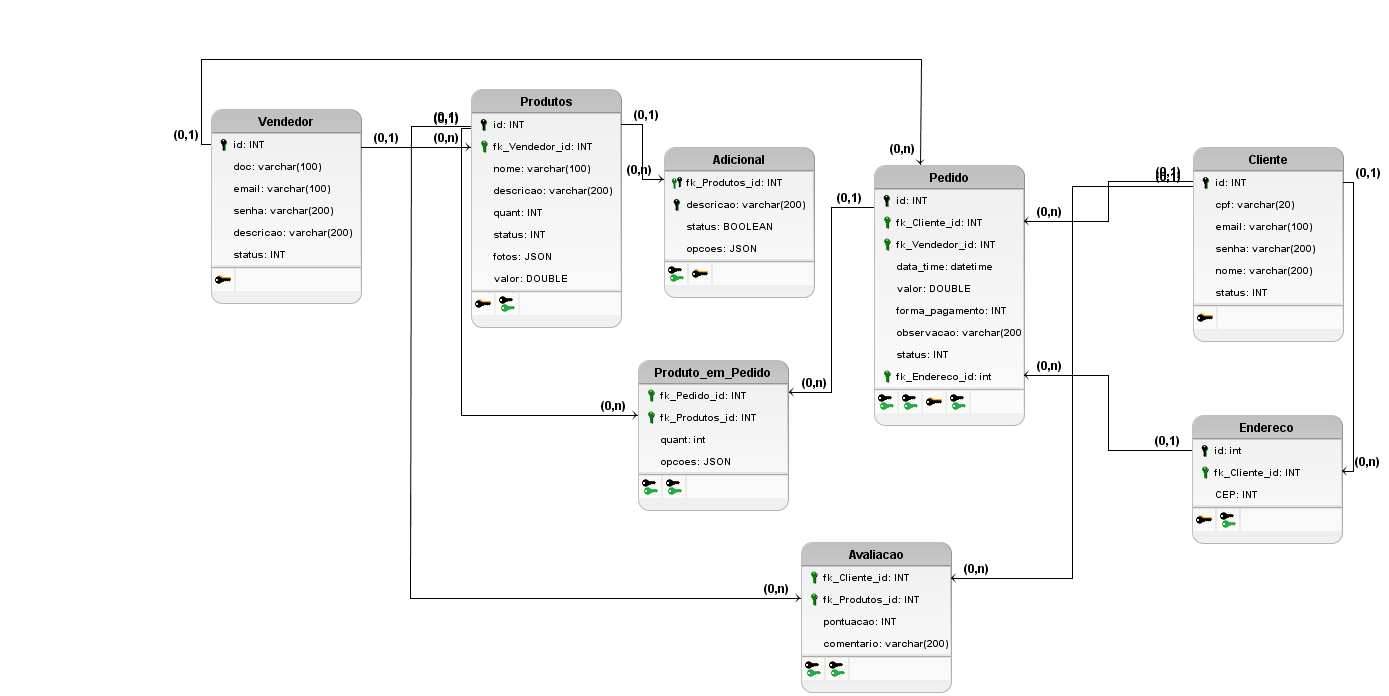 Vendedor
id: INT
doc: varchar(100)
email: varchar(100)
senha: varchar(200)
descricao: varchar(200)
status: INT
(0,1)
(0,1)
(0,n)
(0,1)
(0,1)
Produtos
id: INT
fk_Vendedor_id: INT
nome: varchar(100)
descricao: varchar(200)
quant: INT
status: INT
fotos: JSON
valor: DOUBLE
(0,1)
(0,n)
Adicional
fk_Produtos_id: INT
descricao: varchar(200)
status: BOOLEAN
opcoes: JSON
(0,n)
(0,1)
Pedido
id: INT
fk_Cliente_id: INT
fk_Vendedor_id: INT
data_time: datetime
valor: DOUBLE
forma_pagamento: INT
observacao: varchar(200
status: INT
fk_Endereco_id: int
(0,n)
(0,n)
(0,1)
(0,1)
Cliente
id: INT
cpf: varchar(20)
email: varchar(100)
senha: varchar(200)
nome: varchar(200)
status: INT
(0,1)
(0,n)
Produto_em_Pedido
fk_Pedido_id: INT
fk_Produtos_id: INT
quant: int
opcoes: JSON
(0,n)
(0,n)
(0,1)
Endereco
id: int
fk_Cliente_id: INT
CEP: INT
Avaliacao
fk_Cliente_id: INT
fk_Produtos_id: INT
pontuacao: INT
comentario: varchar(200)
(0,n)
(0,n)